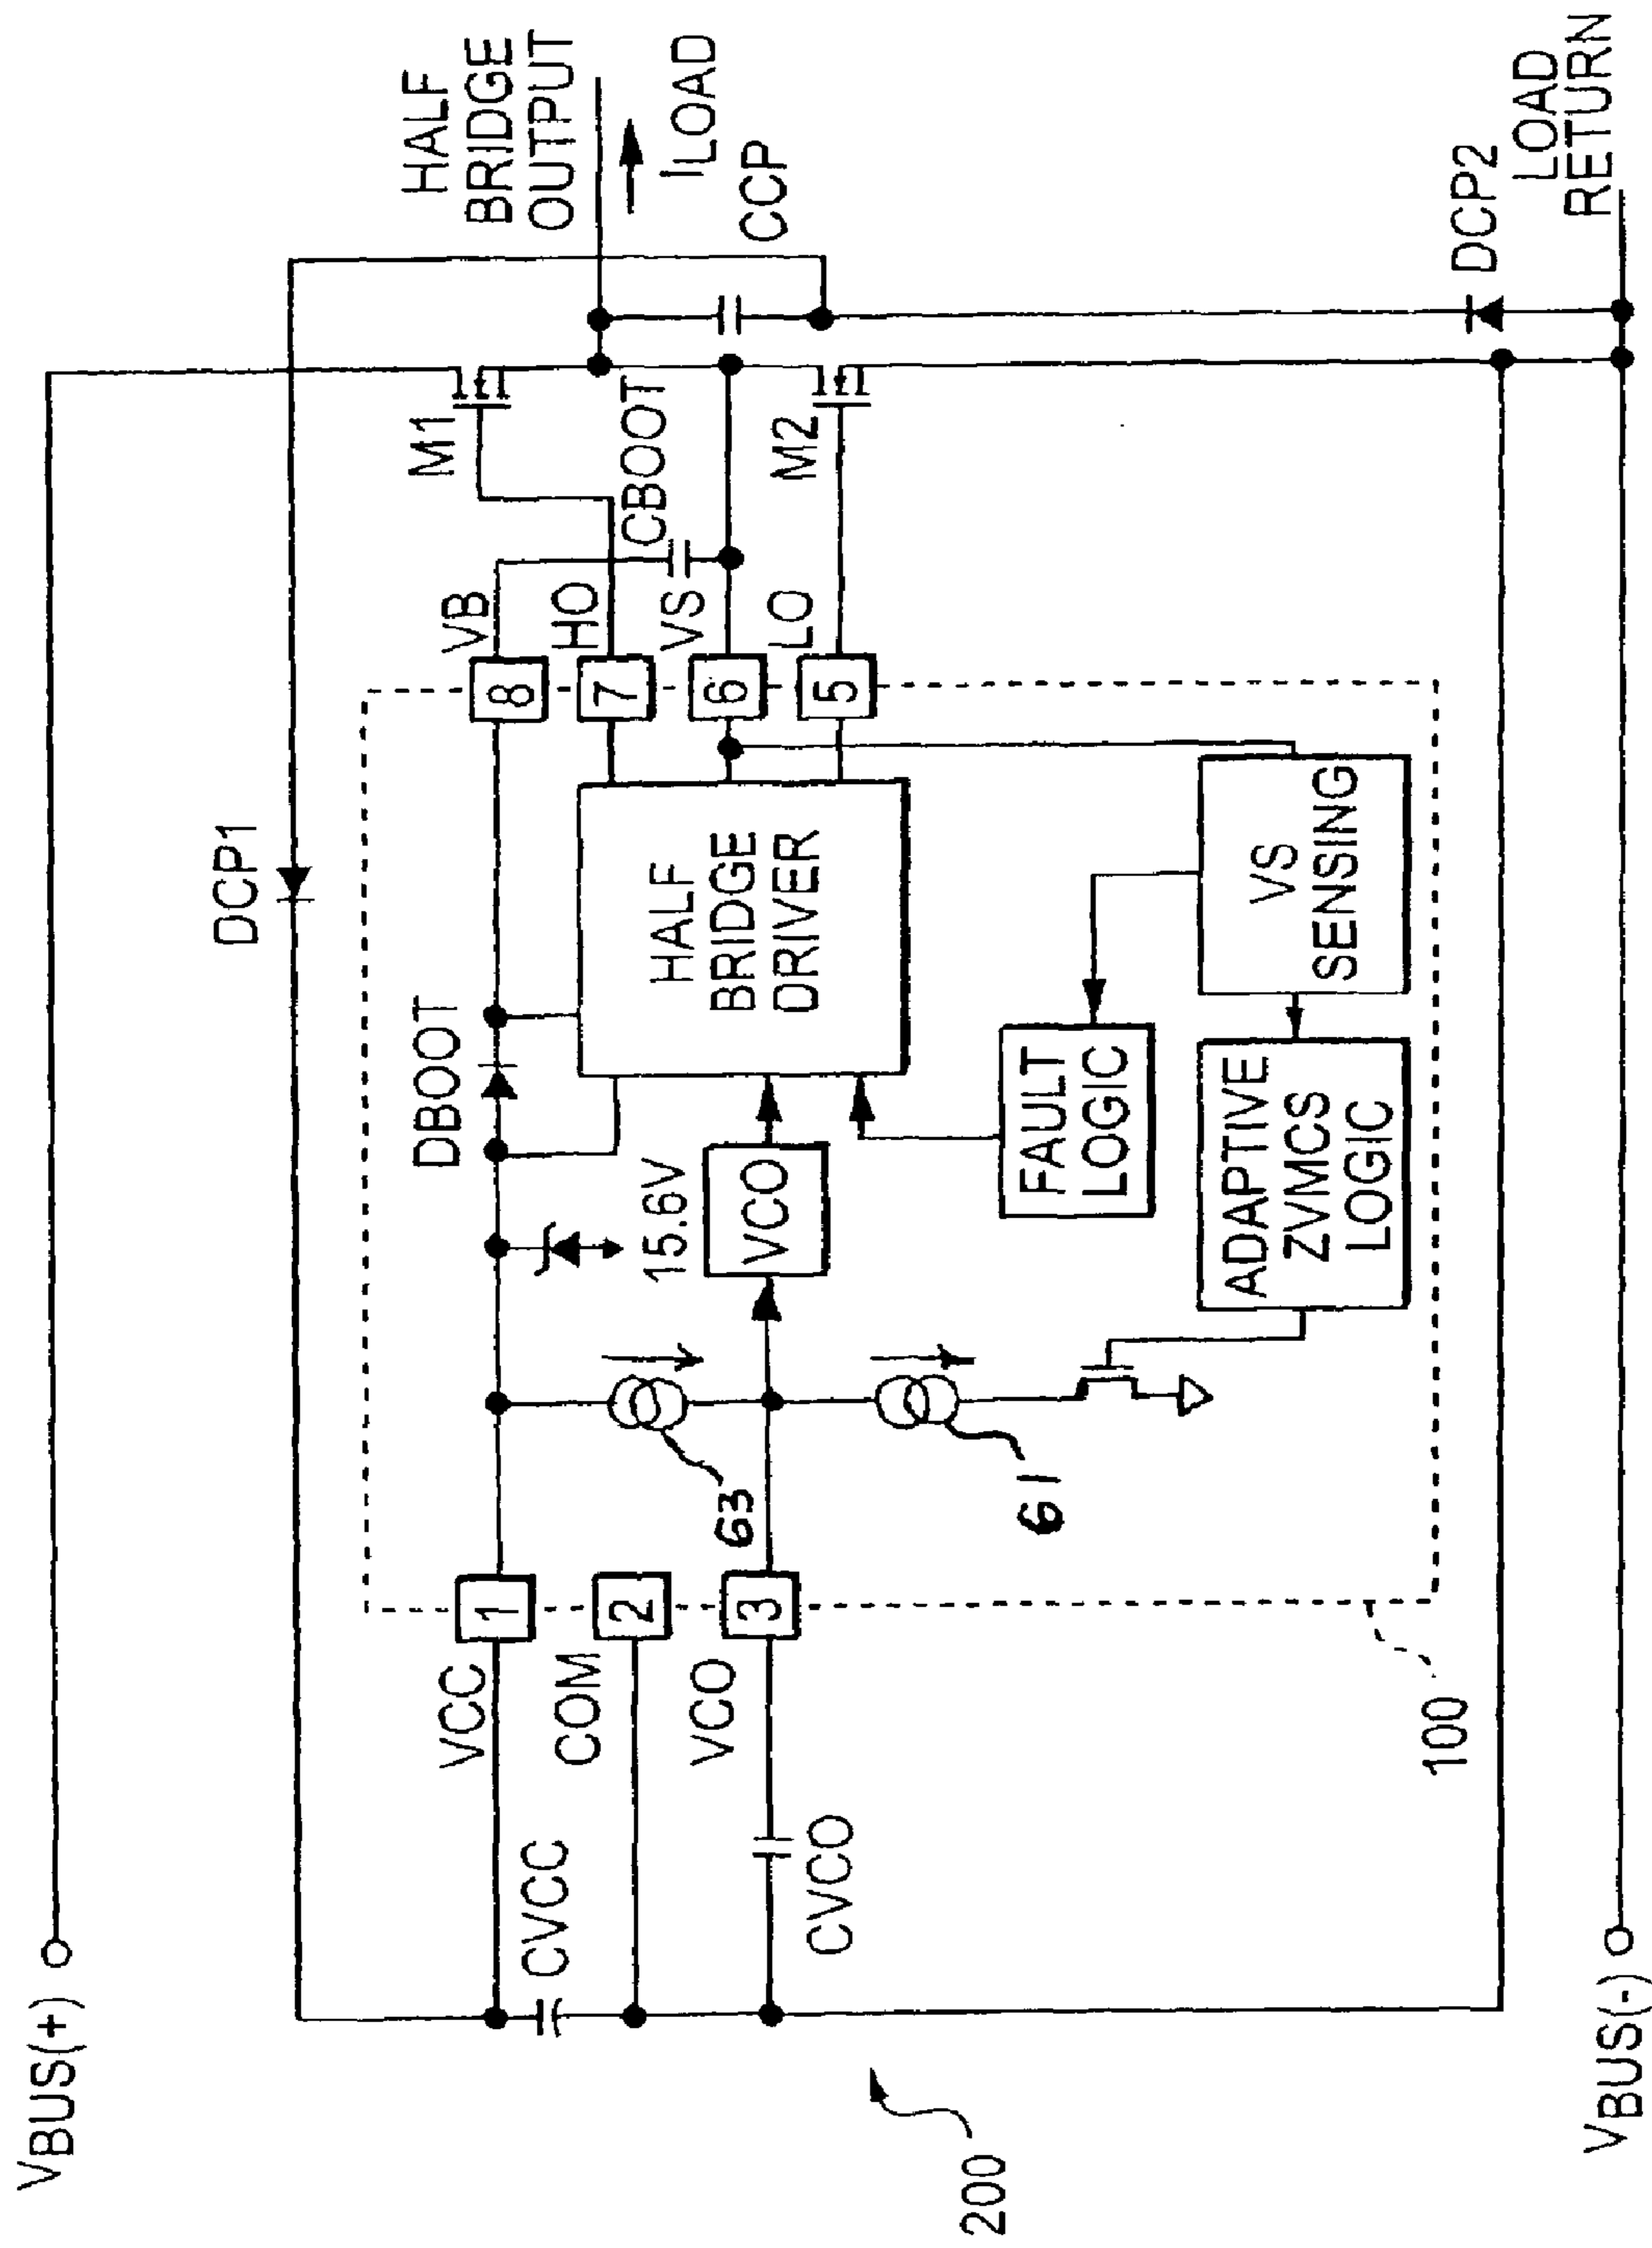 VBUS(+)
DCP1
HALF
BRIDGE
OUTPUT
ILOAD
CCP
M1
CBOOT
M2
VB
HO
VS
LO
8
7
6
5
DBOOT
HALF
BRIDGE
DRIVER
15.6V
VCO
FAULT
LOGIC
VS
SENSING
ADAPTIVE
ZVMCS
LOGIC
63
61
1
2
3
VCC
COM
VCO
CVCC
CVCO
100
200
DCP2
LOAD
RETURN
VBUS(-)